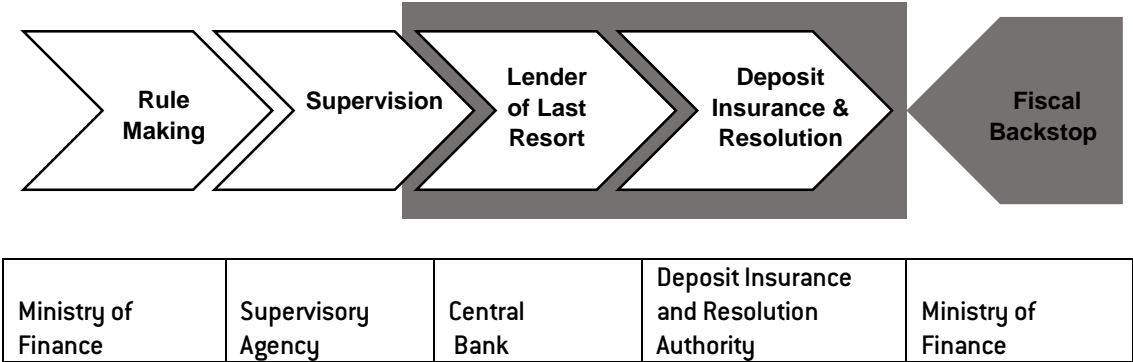 Rule
Making
Supervision
Lender
of Last
Resort
Deposit
Insurance &
Resolution
Fiscal
Backstop
Ministry of
Finance
Supervisory
Agency
Central
Bank
Deposit Insurance
and Resolution
Authority
Ministry of
Finance